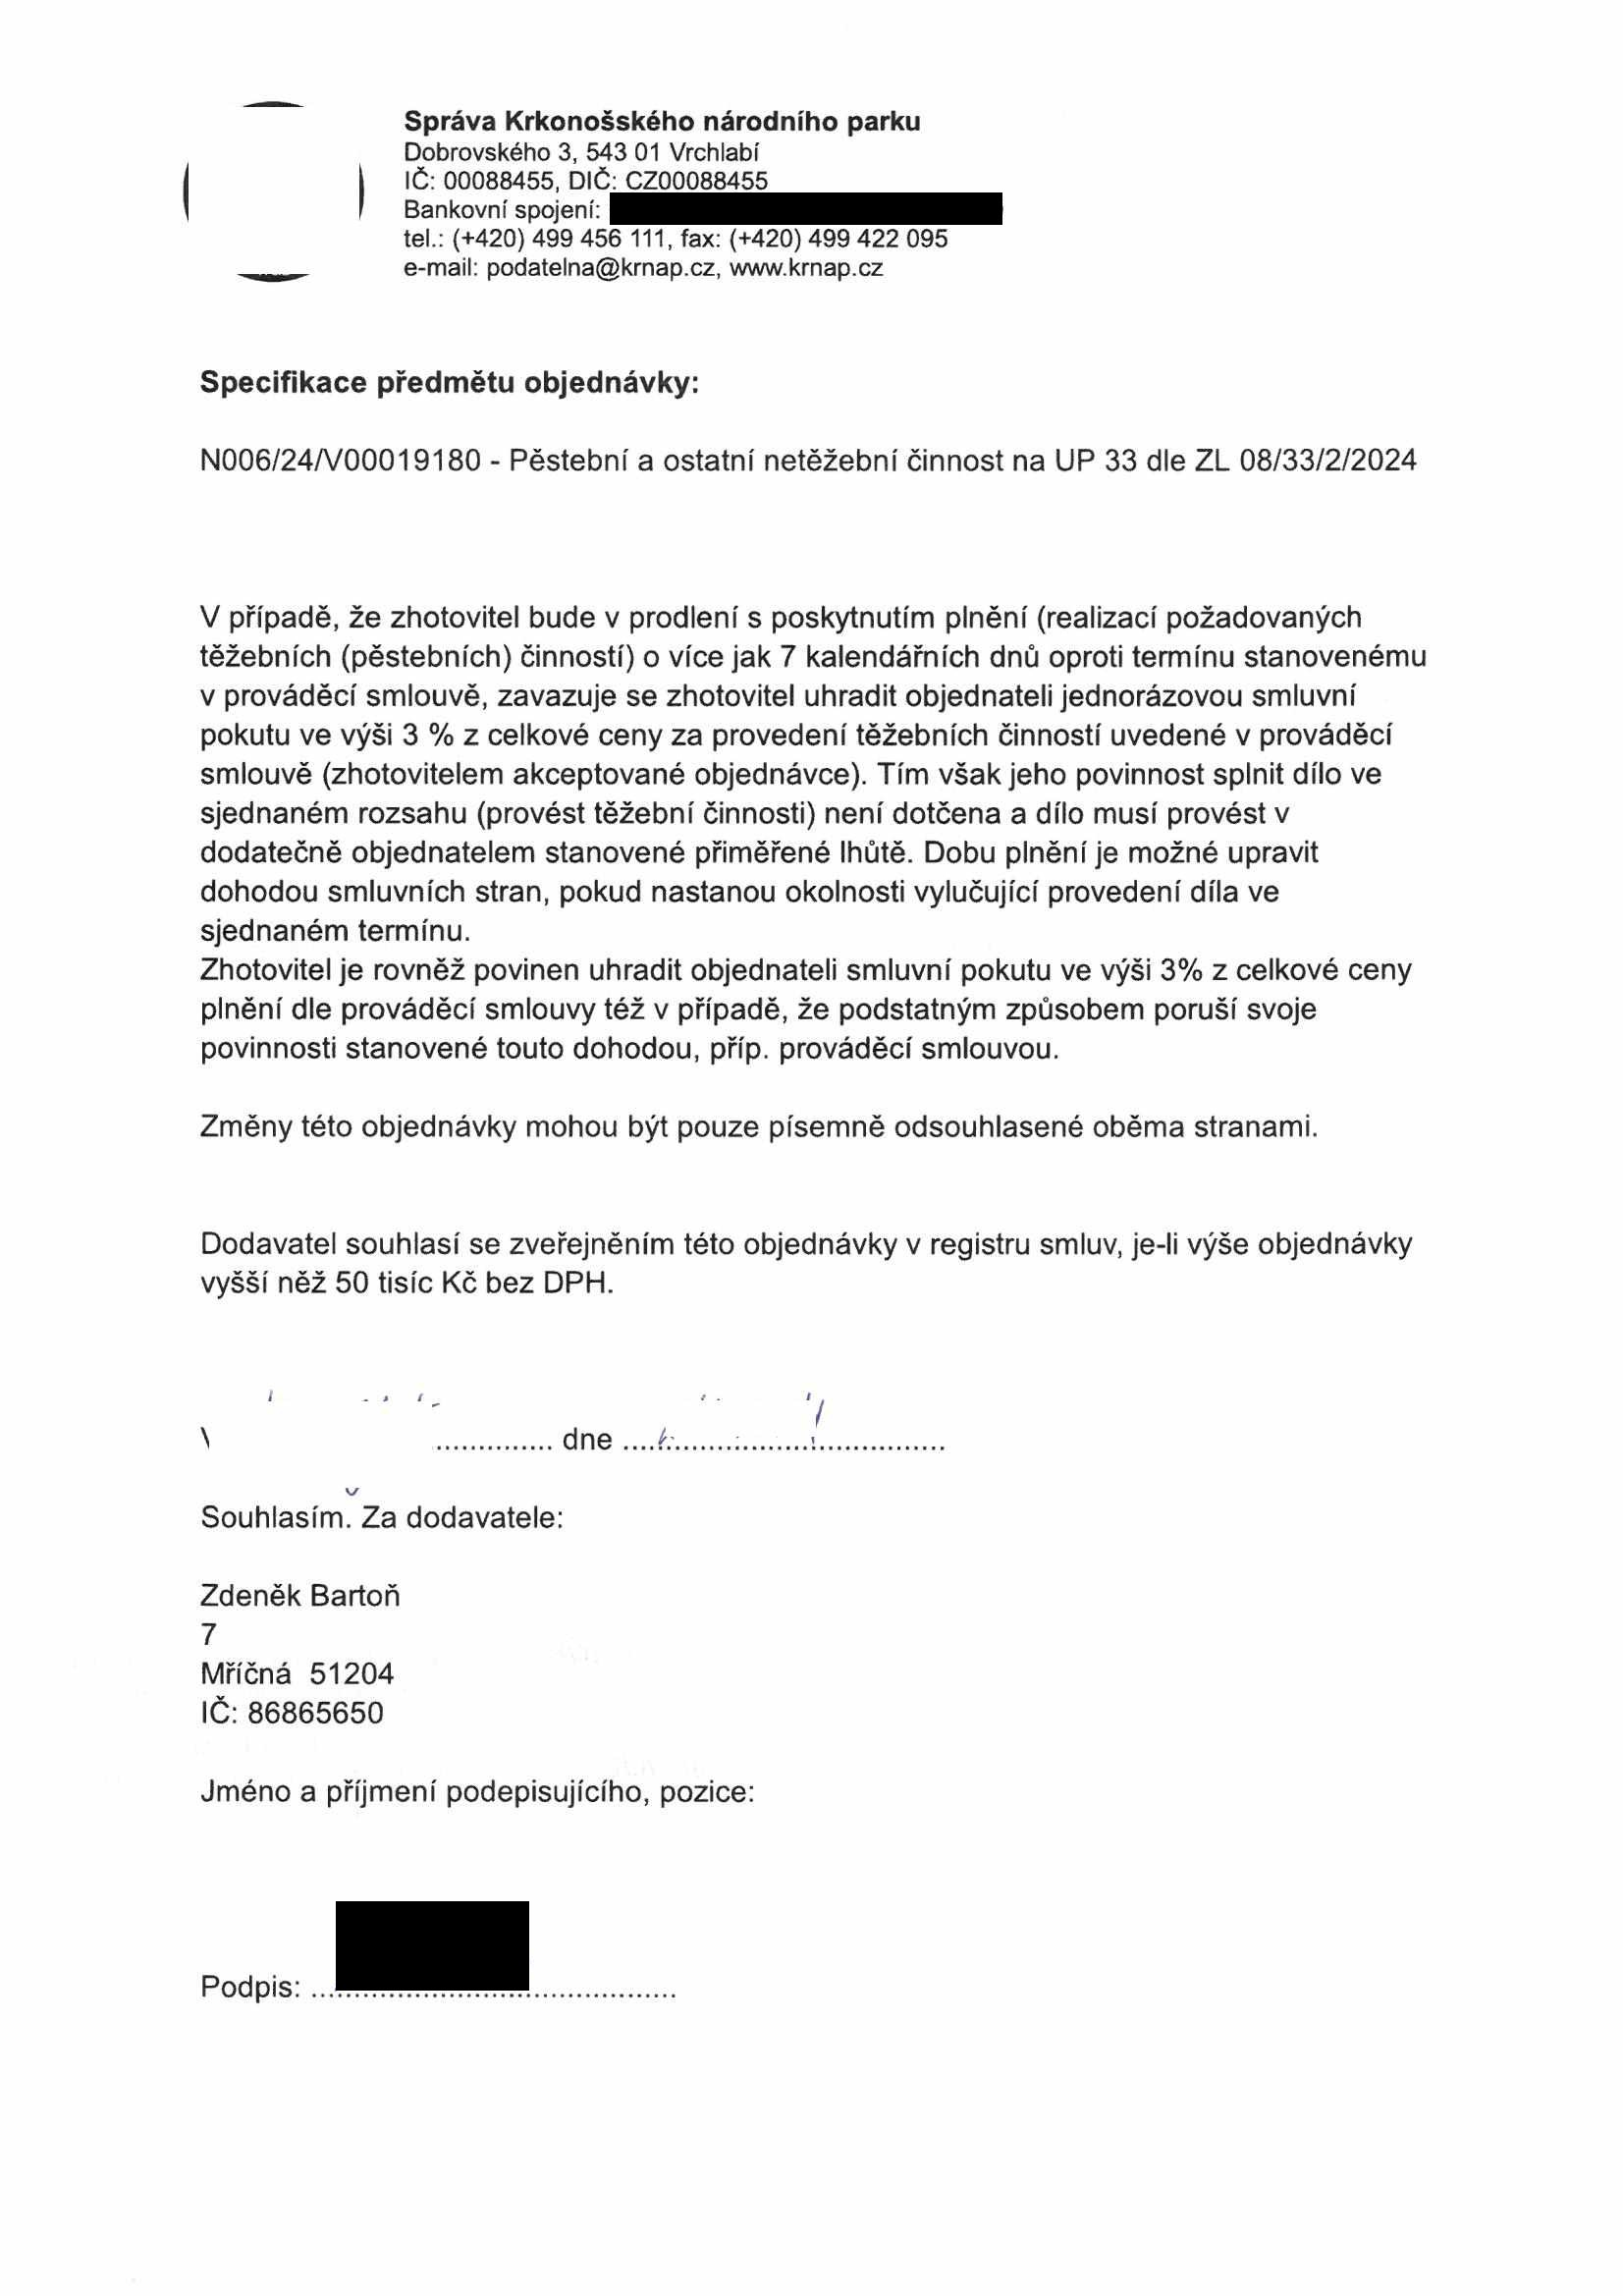 Správa Krkonošského národního parku
Dobrovského 3, 543 01 Vrchlabí
IČ: 00088455, DIČ: CZ00088455
Bankovní spojení:
tel.: (+420) 499 456 111, fax: (+420) 499 422 095
e-mail: podatelna@krnap.cz, www.krnap.cz
Specifikace předmětu objednávky:
N006/24/V00019180 - Pěstební a ostatní netěžební činnost na UP 33 dle ZL 08/33/2/2024
V případě, že zhotovitel bude v prodlení s poskytnutím plnění (realizací požadovaných
těžebních (pěstebních) činností) o více jak 7 kalendářních dnů oproti termínu stanovenému
v prováděcí smlouvě, zavazuje se zhotovitel uhradit objednateli jednorázovou smluvní
pokutu ve výši 3 % z celkové ceny za provedení těžebních činností uvedené v prováděcí
smlouvě (zhotovitelem akceptované objednávce). Tím však jeho povinnost splnit dílo ve
sjednaném rozsahu (provést těžební činnosti) není dotčena a dílo musí provést v
dodatečně objednatelem stanovené přiměřené lhůtě. Dobu plnění je možné upravit
dohodou smluvních stran, pokud nastanou okolnosti vylučující provedení díla ve
sjednaném termínu.
Zhotovitel je rovněž povinen uhradit objednateli smluvní pokutu ve výši 3% z celkové ceny
plnění dle prováděcí smlouvy též v případě, že podstatným způsobem poruší svoje
povinnosti stanovené touto dohodou, příp. prováděcí smlouvou.
Změny této objednávky mohou být pouze písemně odsouhlasené oběma stranami.
Dodavatel souhlasí se zveřejněním této objednávky v registru smluv, je-li výše objednávky
vyšší něž 50 tisíc Kč bez DPH.
.............. dne ..................................
Souhlasím. Za dodavatele:
Zdeněk Bartoň
7
Mříčná 51204
IČ: 86865650
Jméno a příjmení podepisujícího, pozice:
Podpis: .......................................